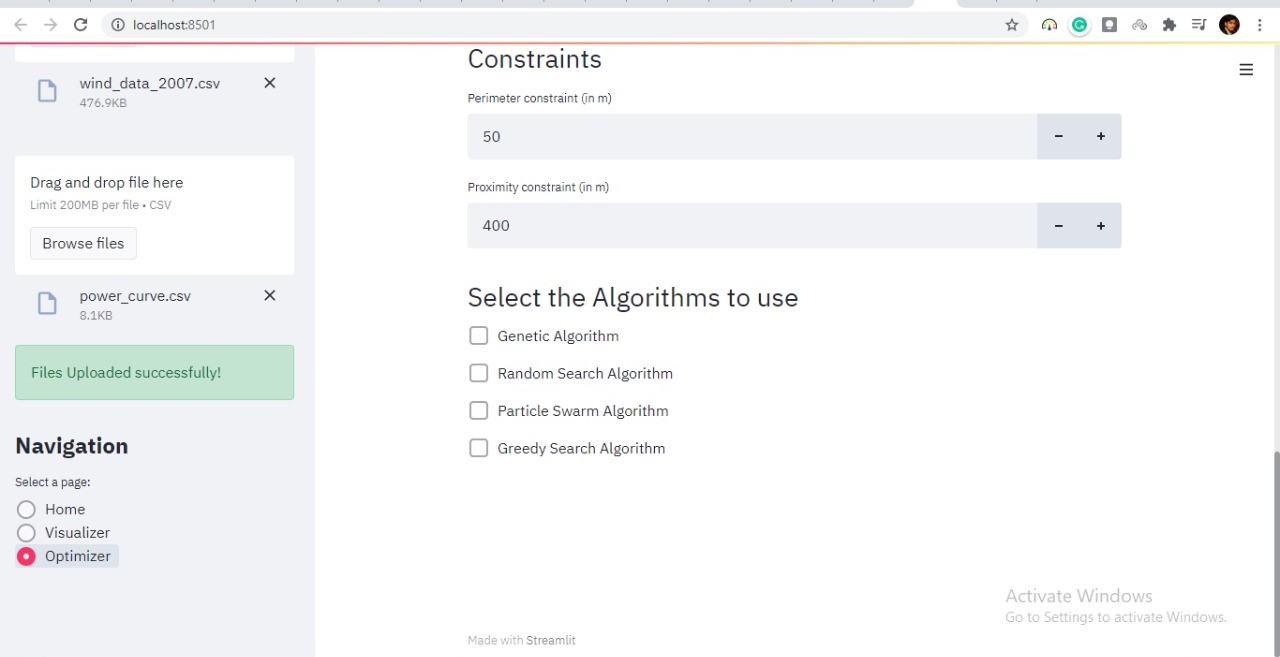 localhost:8501
wind_data_2007.csv
476.9KB
Drag and drop file here
Limit 200MB per file • CSV
Browse files
power_curve.csv
8.1KB
Files Uploaded successfully!
Navigation
Select a page:
Home
Visualizer
Optimizer
Constraints
Perimeter constraint (in m)
50
Proximity constraint (in m)
400
Select the Algorithms to use
Genetic Algorithm
Random Search Algorithm
Particle Swarm Algorithm
Greedy Search Algorithm
Activate Windows
Go to Settings to activate Windows.
Made with Streamlit